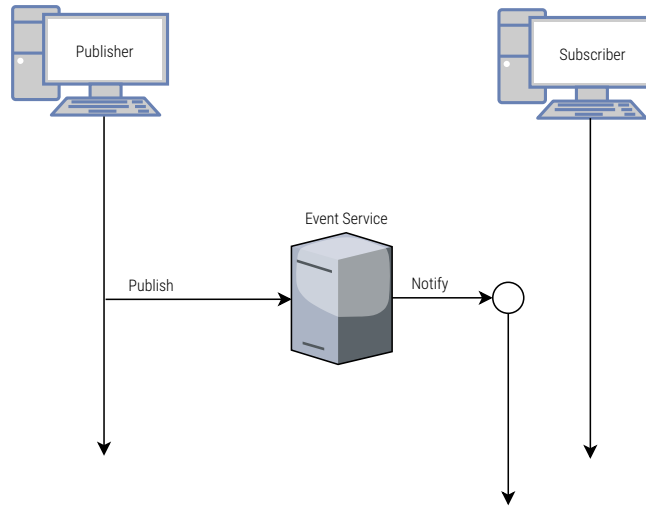 Publisher
Subscriber
Event Service
Publish
Notify